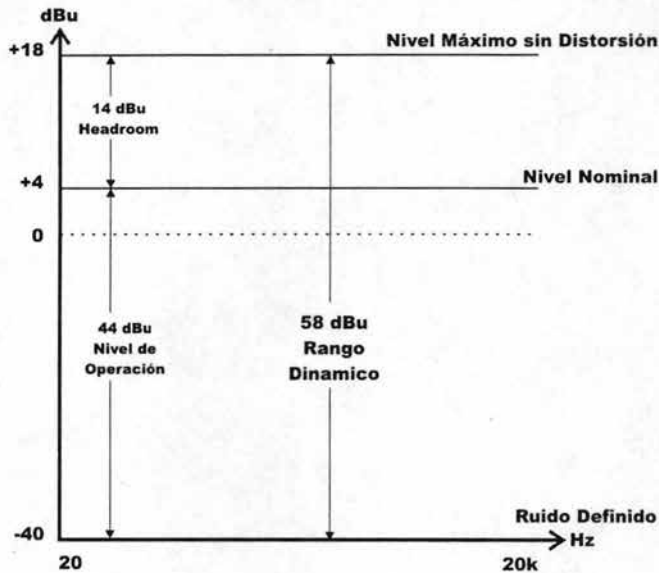 dBu
+18
Nivel Máximo sin Distorsión
14 dBu
Headroom
+4
Nivel Nominal
0
44 dBu
Nivel de
Operación
58 dBu
Rango
Dinamico
-40
Ruido Definido
Hz
20
20k